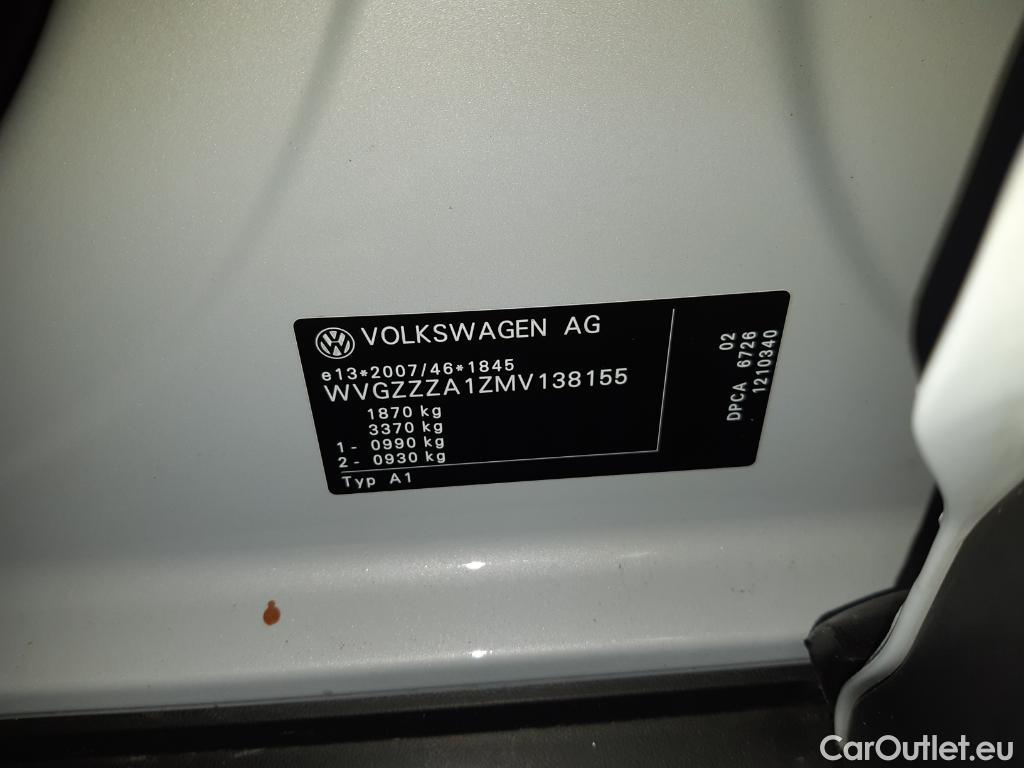 VOLKSWAGEN AG
e13*2007/46*1845
WVGZZZA1ZMV138155
1870 kg
3370 kg
1- 0990 kg
2- 0930 kg
Typ A1
02
DPCA 6726
1210340
CarOutlet.eu